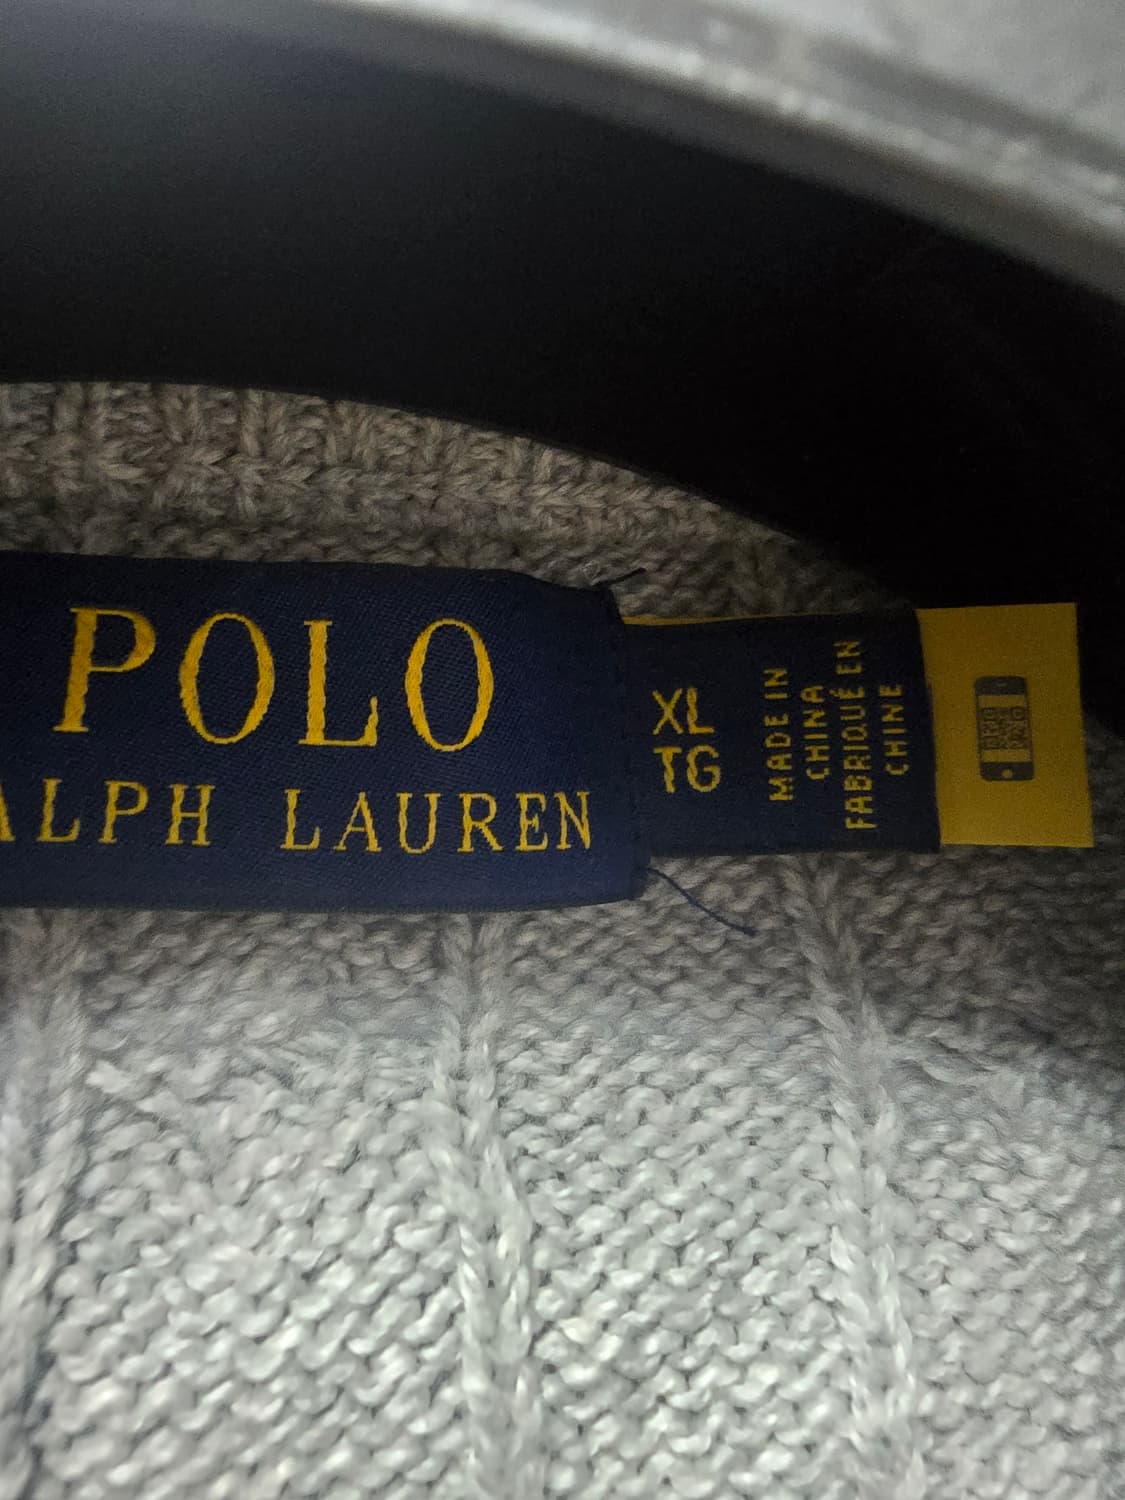 POLO
ALPH LAUREN
XL
TG
MADE IN
CHINA
FABRIQUÉ EN
CHINE